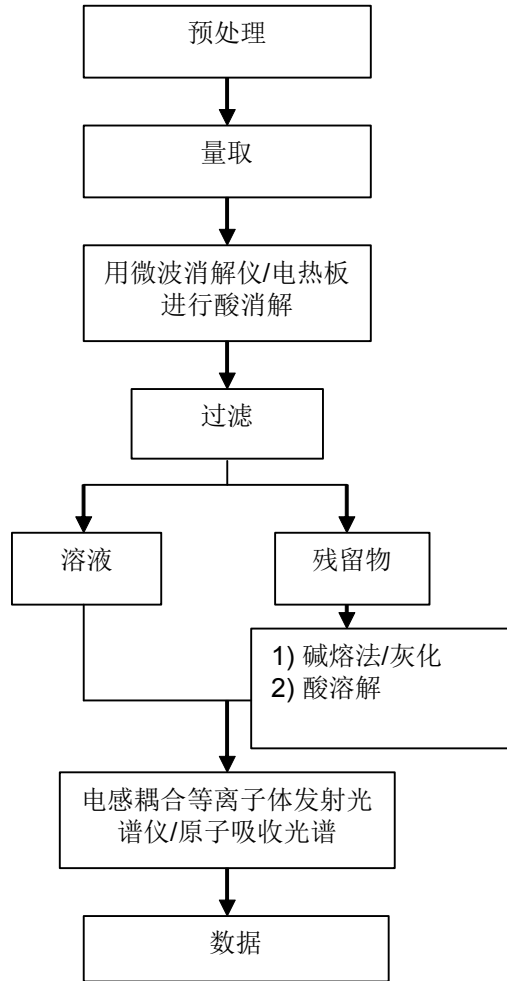 预处理
量取
用微波消解仪/电热板
进行酸消解
过滤
溶液
残留物
1) 碱熔法/灰化
2) 酸溶解
电感耦合等离子体发射光
谱仪/原子吸收光谱
数据